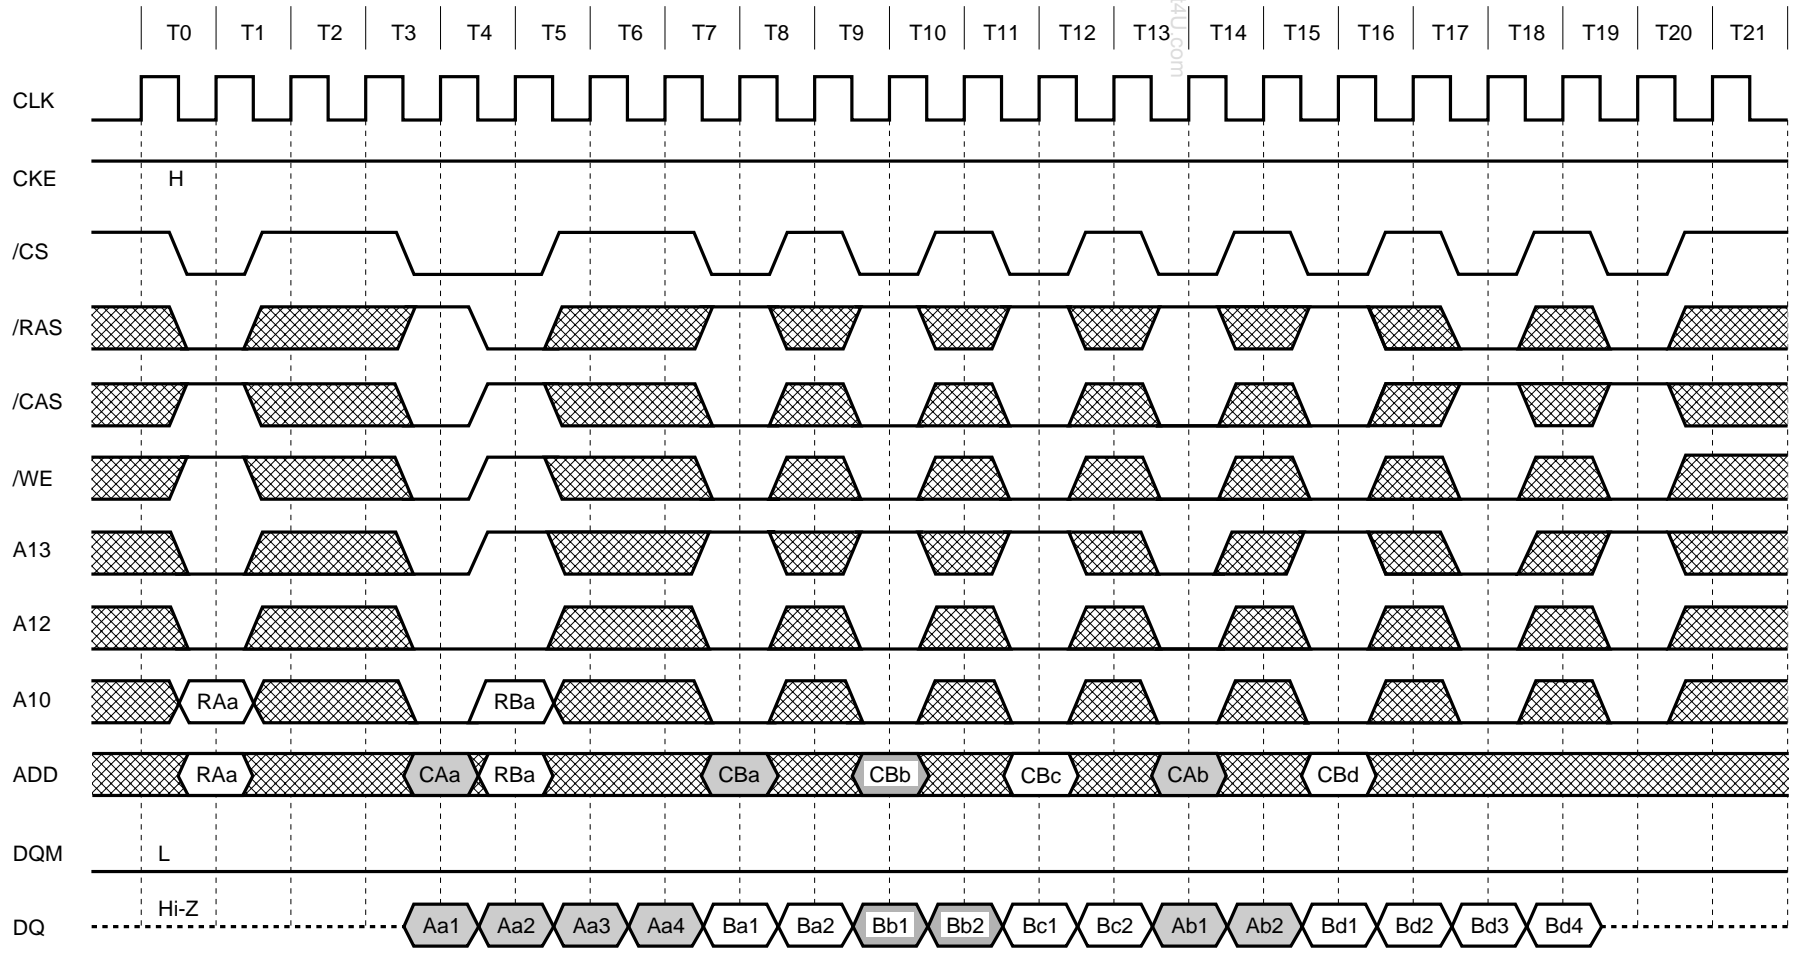 T0 T1 T2 T3 T4 T5 T6 T7 T8 T9 T10 T11 T12 T13 T14 T15 T16 T17 T18 T19 T20 T21
CLK
CKE H
/CS
/RAS
/CAS
/WE
A13
A12
A10 RAa RBa
ADD RAa CAa RBa CBa CBb CBc CAb CBd
DQM L
Hi-Z
DQ Aa1 Aa2 Aa3 Aa4 Ba1 Ba2 Bb1 Bb2 Bc1 Bc2 Ab1 Ab2 Bd1 Bd2 Bd3 Bd4